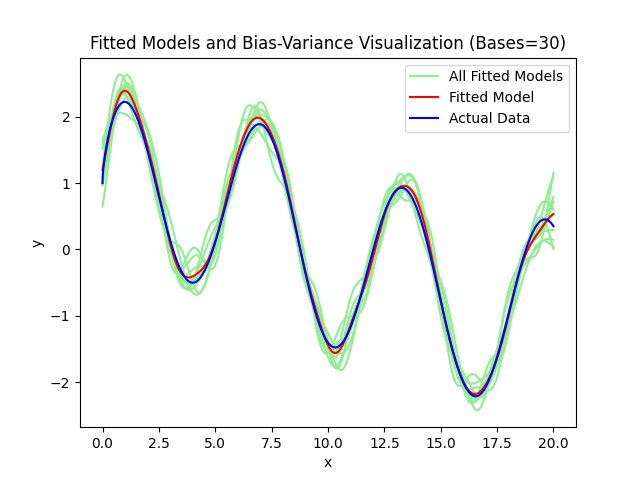 Fitted Models and Bias-Variance Visualization (Bases=30)
All Fitted Models
Fitted Model
Actual Data
y
2
1
0
−1
−2
0.0 2.5 5.0 7.5 10.0 12.5 15.0 17.5 20.0
x